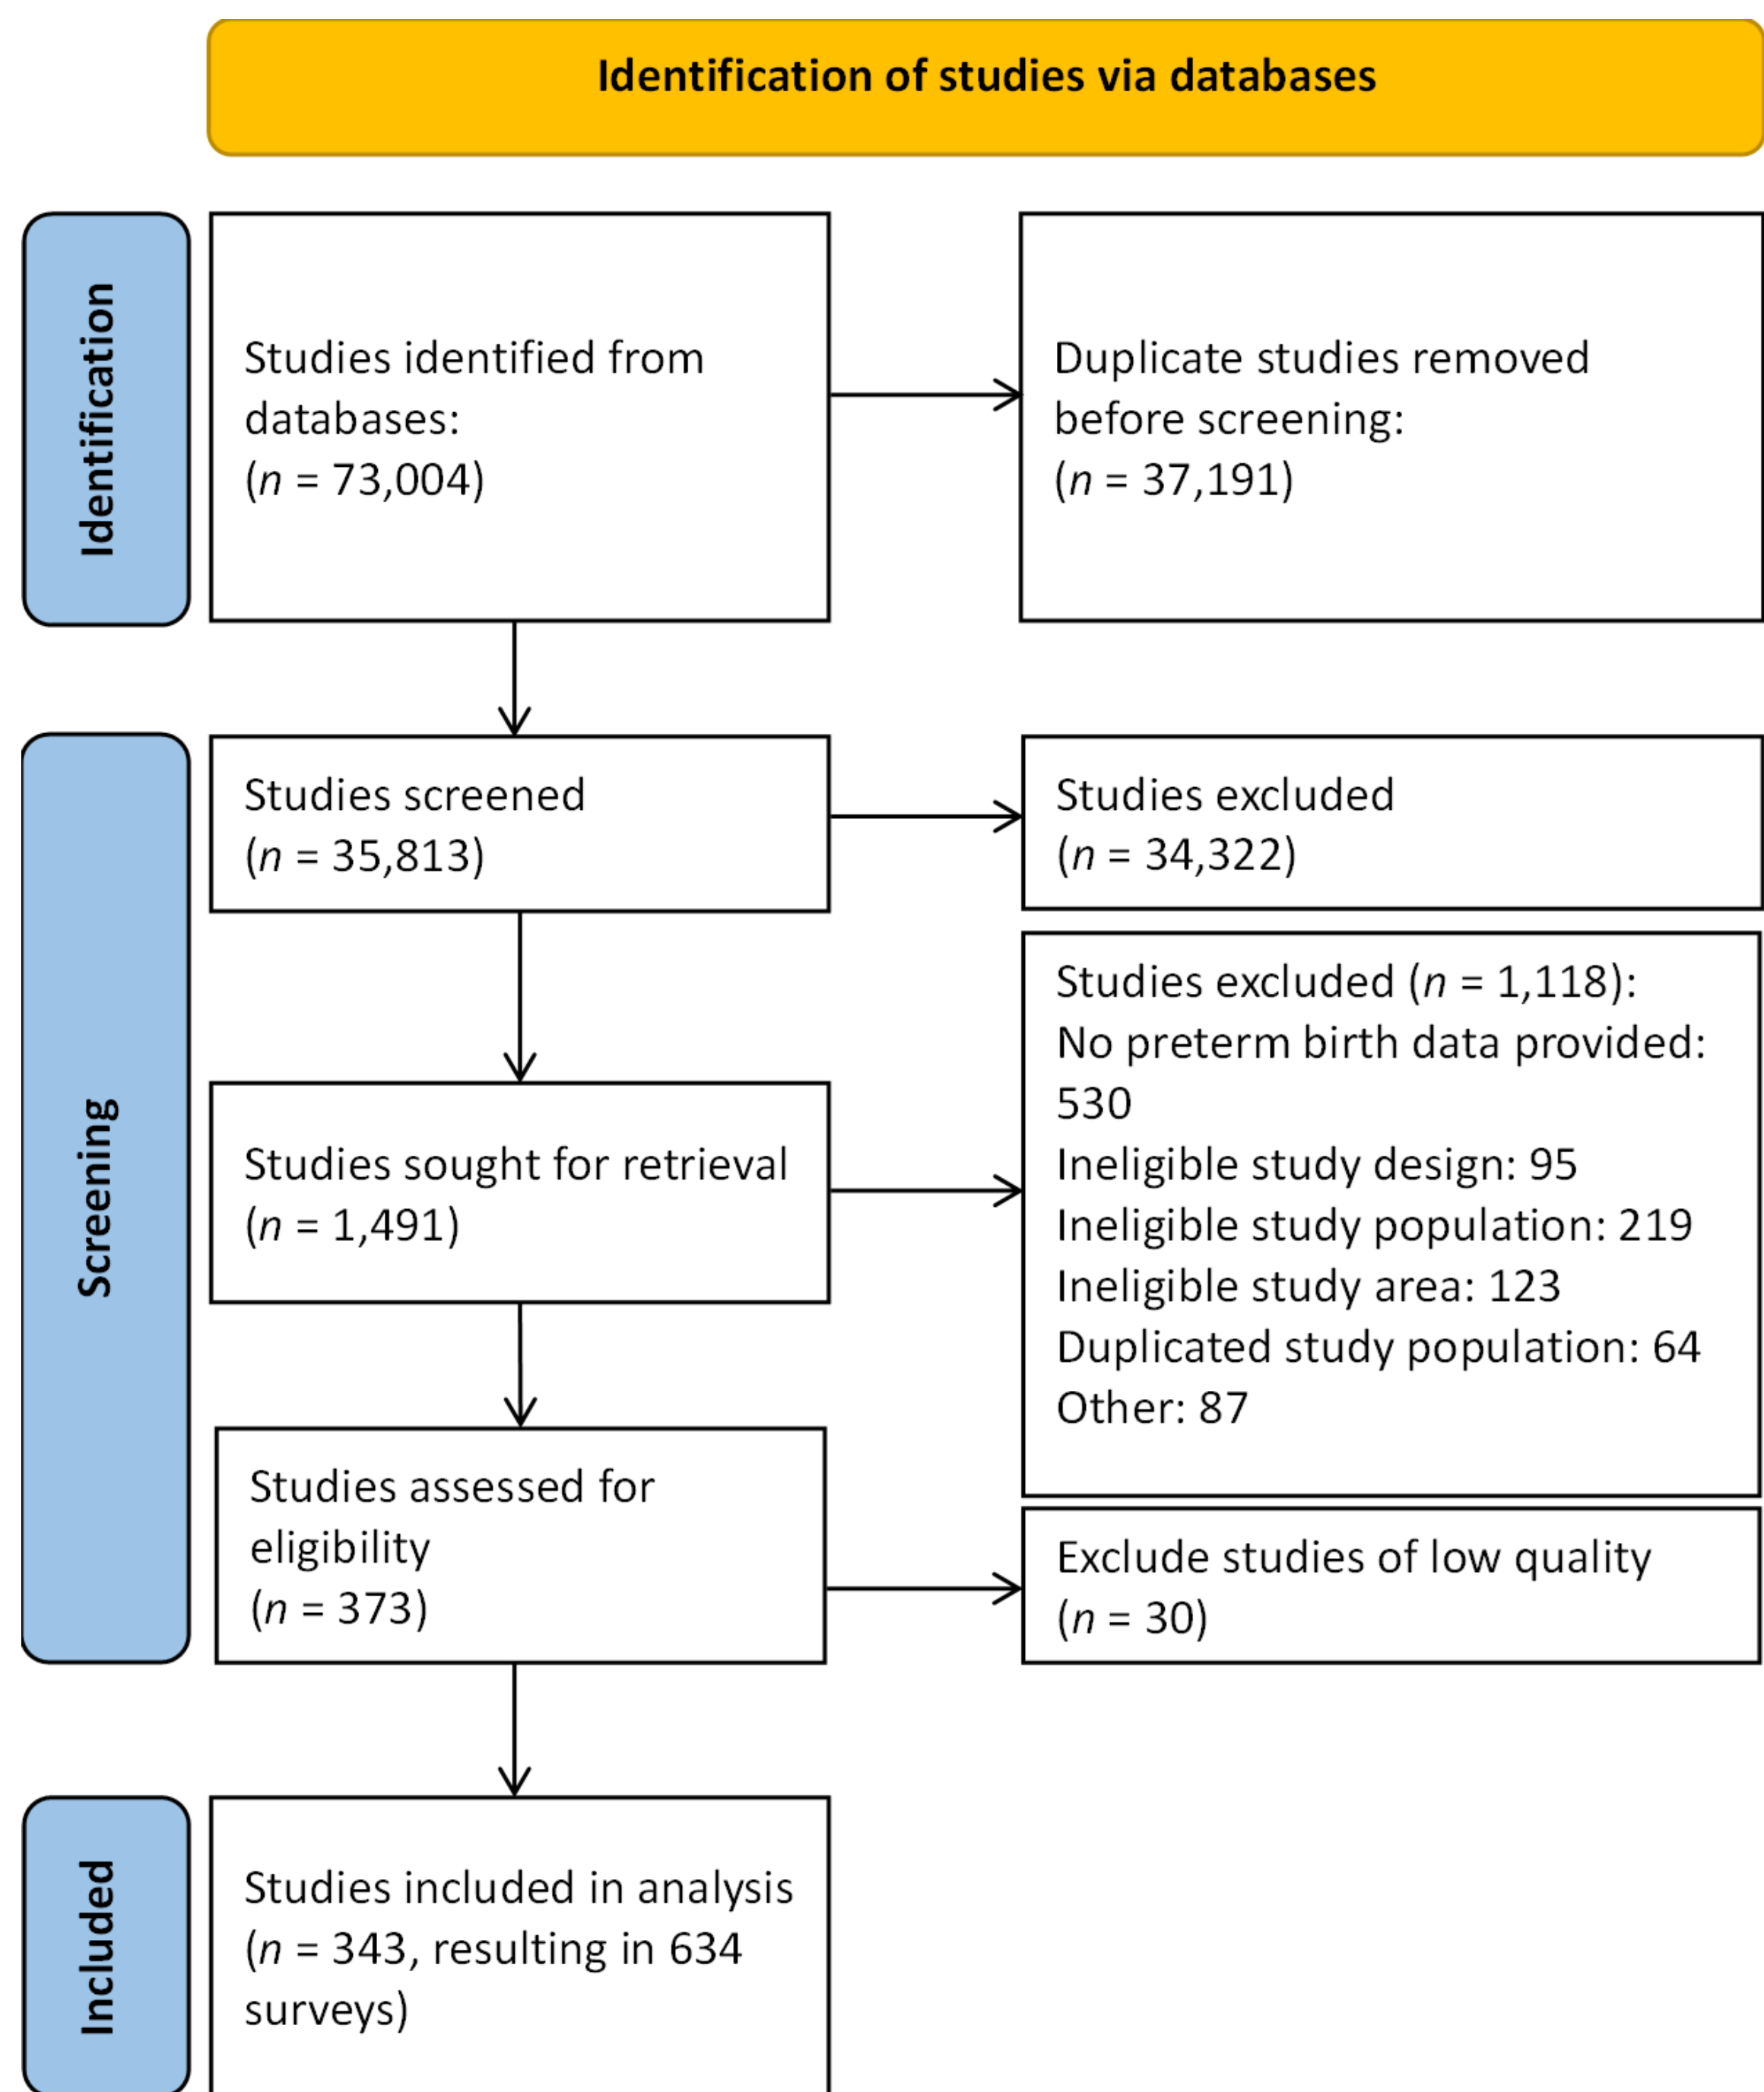 Identification of studies via databases
Identification
Studies identified from
databases:
(n = 73,004)
Duplicate studies removed
before screening:
(n = 37,191)
Screening
Studies screened
(n = 35,813)
Studies excluded
(n = 34,322)
Studies sought for retrieval
(n = 1,491)
Studies excluded (n = 1,118):
No preterm birth data provided:
530
Ineligible study design: 95
Ineligible study population: 219
Ineligible study area: 123
Duplicated study population: 64
Other: 87
Studies assessed for
eligibility
(n = 373)
Exclude studies of low quality
(n = 30)
Included
Studies included in analysis
(n = 343, resulting in 634
surveys)